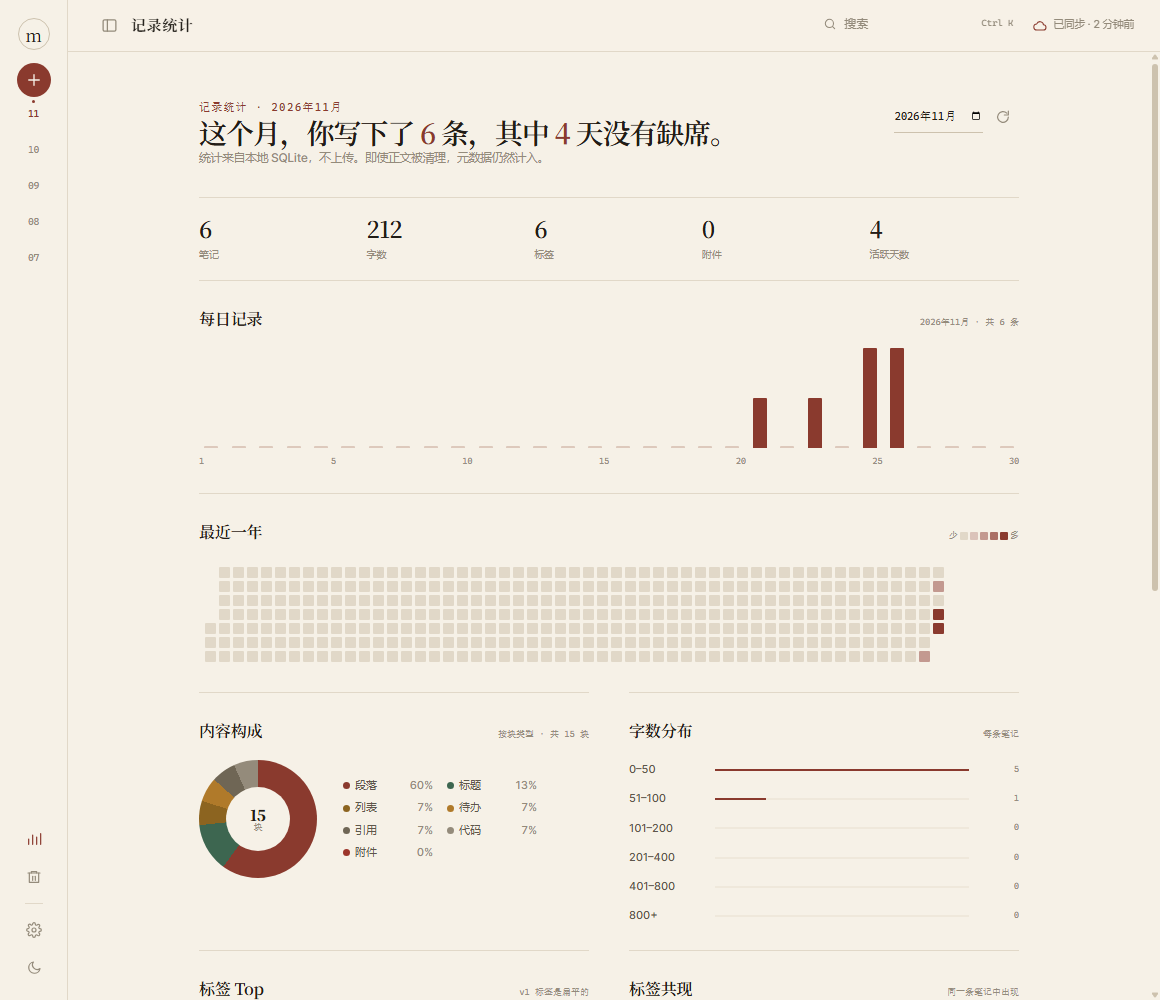 m
记录统计
搜索
Ctrl K
已同步 · 2 分钟前
11
10
09
08
07
记录统计 · 2026年11月
这个月，你写下了 6 条，其中 4 天没有缺席。
统计来自本地 SQLite，不上传。即使正文被清理，元数据仍然计入。
2026年11月
6
笔记
212
字数
6
标签
0
附件
4
活跃天数
每日记录
2026年11月 · 共 6 条
1 5 10 15 20 25 30
最近一年
少 多
内容构成
按块类型 · 共 15 块
15
块
段落 60% 标题 13%
列表 7% 待办 7%
引用 7% 代码 7%
附件 0%
字数分布
每条笔记
0–50 5
51–100 1
101–200 0
201–400 0
401–800 0
800+ 0
标签 Top
v1 标签是扁平的
标签共现
同一条笔记中出现